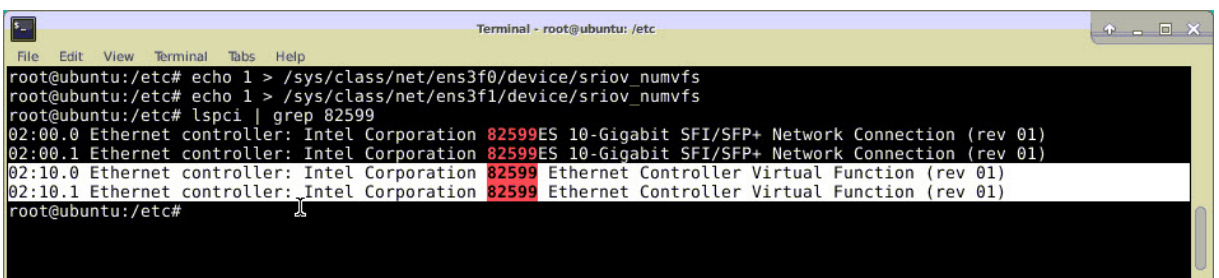 Terminal - root@ubuntu: /etc
File Edit View Terminal Tabs Help
root@ubuntu:/etc# echo 1 > /sys/class/net/ens3f0/device/sriov_numvfs
root@ubuntu:/etc# echo 1 > /sys/class/net/ens3f1/device/sriov_numvfs
root@ubuntu:/etc# lspci | grep 82599
02:00.0 Ethernet controller: Intel Corporation 82599ES 10-Gigabit SFI/SFP+ Network Connection (rev 01)
02:00.1 Ethernet controller: Intel Corporation 82599ES 10-Gigabit SFI/SFP+ Network Connection (rev 01)
02:10.0 Ethernet controller: Intel Corporation 82599 Ethernet Controller Virtual Function (rev 01)
02:10.1 Ethernet controller: Intel Corporation 82599 Ethernet Controller Virtual Function (rev 01)
root@ubuntu:/etc#